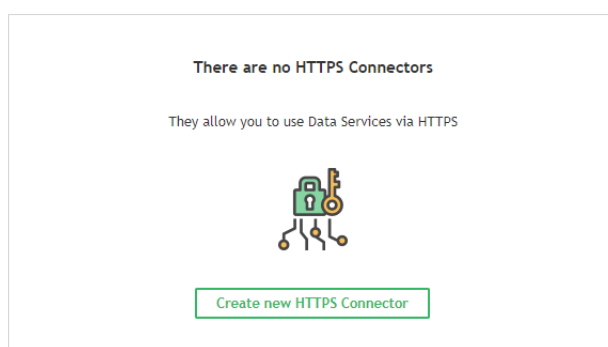 There are no HTTPS Connectors
They allow you to use Data Services via HTTPS
Create new HTTPS Connector